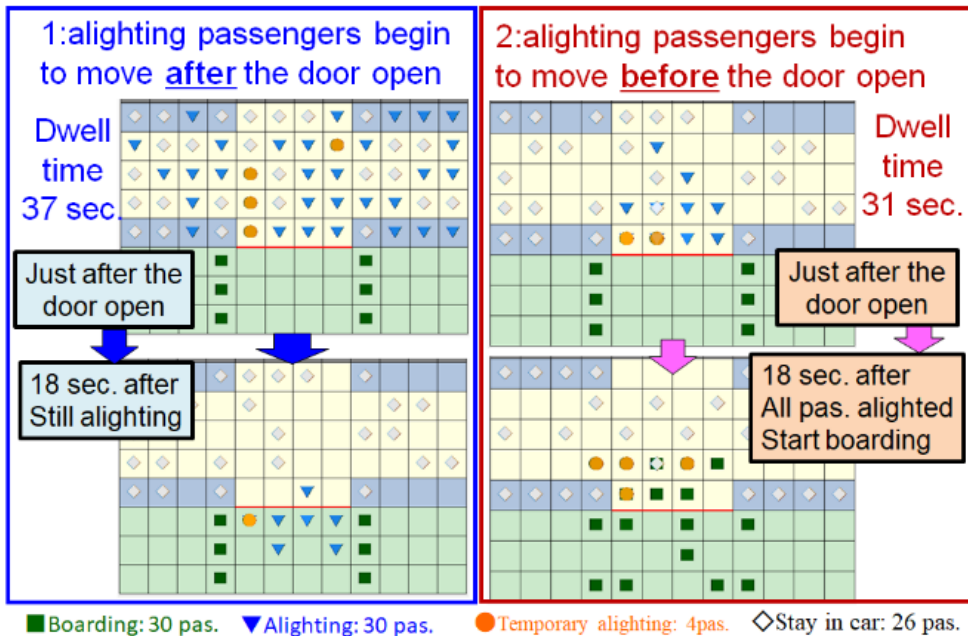 1:alighting passengers begin
to move after the door open
Dwell
time
37 sec.
Just after the
door open
18 sec. after
Still alighting
2:alighting passengers begin
to move before the door open
Dwell
time
31 sec.
Just after the
door open
18 sec. after
All pas. alighted
Start boarding
Boarding: 30 pas. Alighting: 30 pas. Temporary alighting: 4pas. Stay in car: 26 pas.